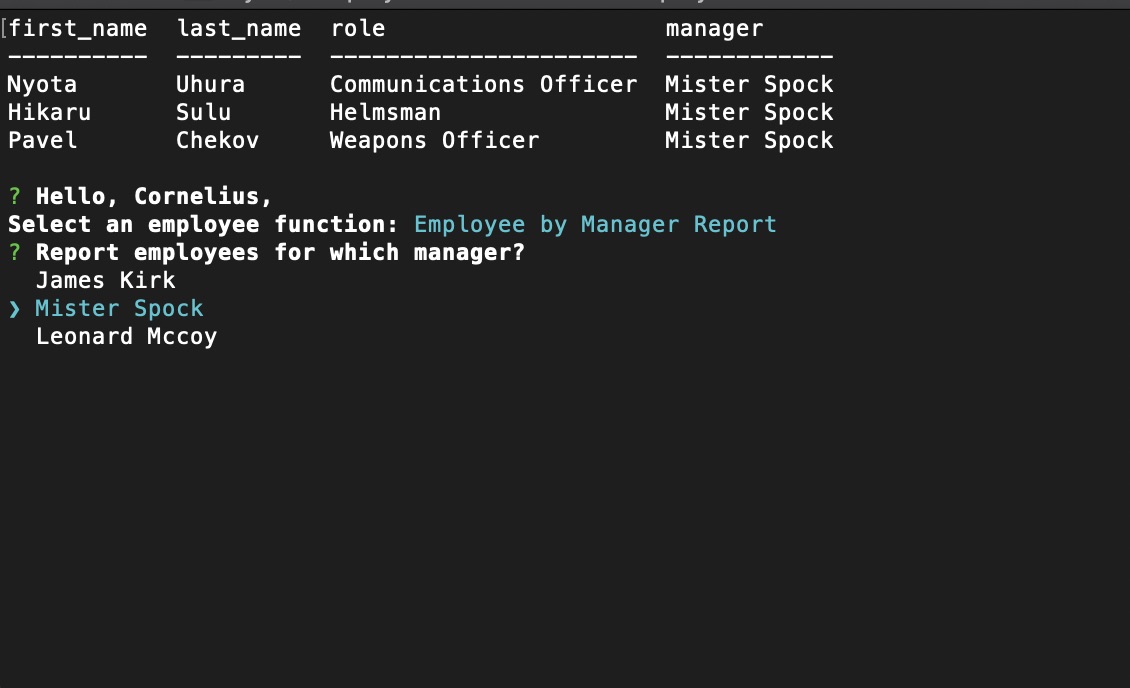 first_name  last_name  role                    manager
----------  ---------  ----------------------  ------------
Nyota       Uhura      Communications Officer  Mister Spock
Hikaru      Sulu       Helmsman                Mister Spock
Pavel       Chekov     Weapons Officer         Mister Spock
? Hello, Cornelius,
Select an employee function: Employee by Manager Report
? Report employees for which manager?
  James Kirk
❯ Mister Spock
  Leonard Mccoy